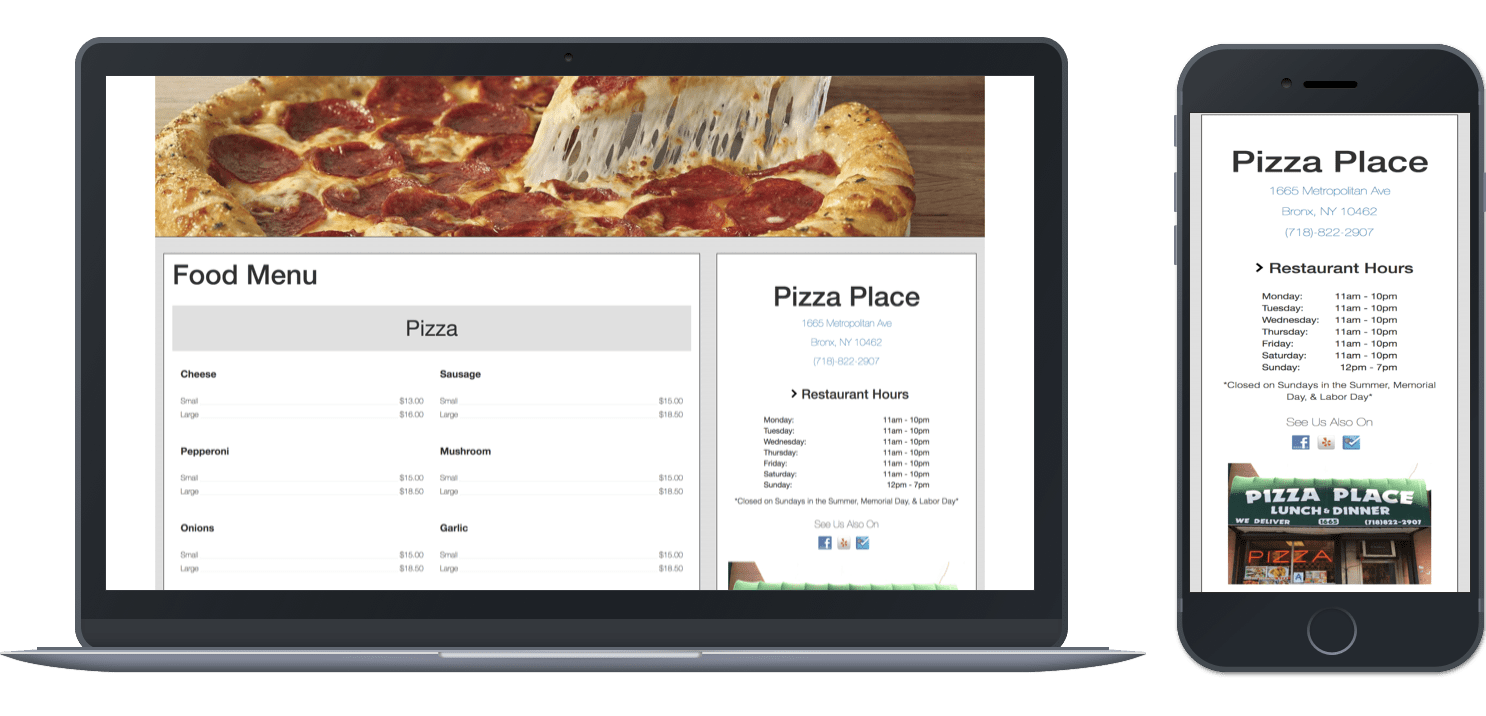 Food Menu
Pizza
Cheese
Small $13.00
Large $16.00
Sausage
Small $15.00
Large $18.50
Pepperoni
Small $15.00
Large $18.50
Mushroom
Small $15.00
Large $18.50
Onions
Small $15.00
Large $18.50
Garlic
Small $15.00
Large $18.50
Pizza Place
1665 Metropolitan Ave
Bronx, NY 10462
(718)-822-2907
> Restaurant Hours
Monday: 11am - 10pm
Tuesday: 11am - 10pm
Wednesday: 11am - 10pm
Thursday: 11am - 10pm
Friday: 11am - 10pm
Saturday: 11am - 10pm
Sunday: 12pm - 7pm
*Closed on Sundays in the Summer, Memorial Day, & Labor Day*
See Us Also On
f
Pizza Place
1665 Metropolitan Ave
Bronx, NY 10462
(718)-822-2907
> Restaurant Hours
Monday: 11am - 10pm
Tuesday: 11am - 10pm
Wednesday: 11am - 10pm
Thursday: 11am - 10pm
Friday: 11am - 10pm
Saturday: 11am - 10pm
Sunday: 12pm - 7pm
*Closed on Sundays in the Summer, Memorial
Day, & Labor Day*
See Us Also On
f
PIZZA PLACE
LUNCH & DINNER
WE DELIVER 1665 (718)822-2907
PIZZA
A